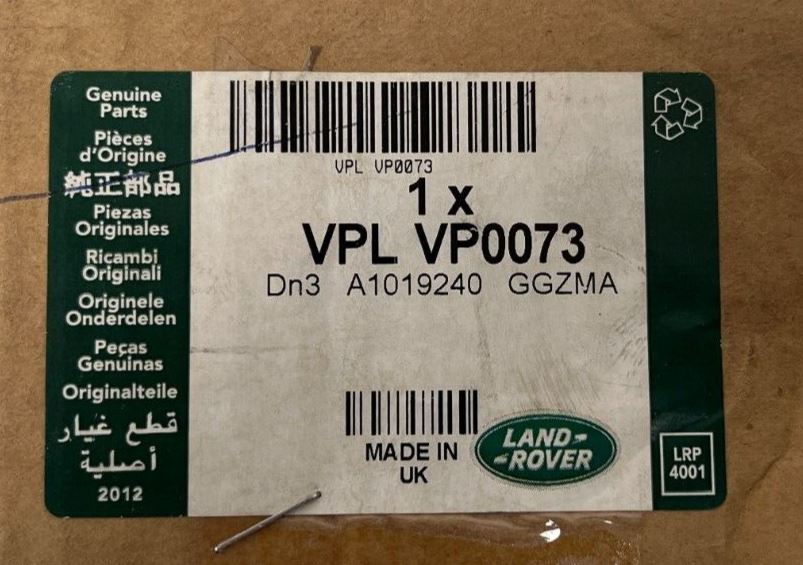 Genuine
Parts
Pièces
d'Origine
純正部品
Piezas
Originales
Ricambi
Originali
Originele
Onderdelen
Peças
Genuinas
Originalteile
قطع غيار
أصلية
2012
VPL VP0073
1 x
VPL VP0073
Dn3 A1019240 GGZMA
MADE IN
UK
LAND-
-ROVER
LRP
4001